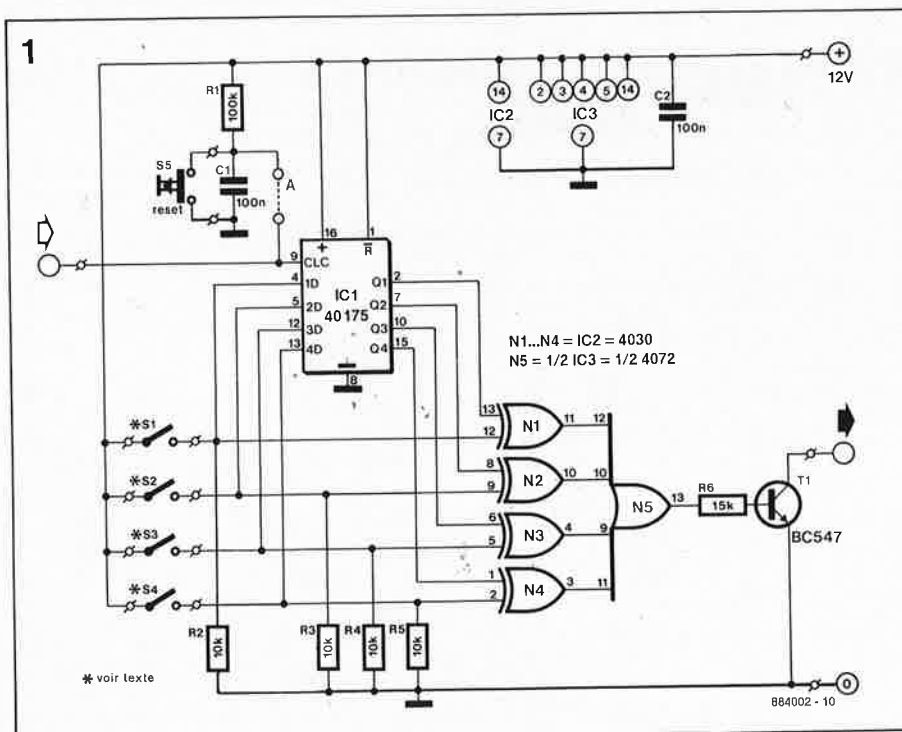 1
+
12V
R1
100k
14
2
3
4
5
14
IC2
IC3
C2
100n
7
7
S5
reset
C1
100n
A
16
1
+
R̅
9
CLC
4
1D
Q1
2
5
2D
IC1
Q2
7
12
3D
40175
Q3
10
13
4D
Q4
15
8
N1...N4 = IC2 = 4030
N5 = 1/2 IC3 = 1/2 4072
*S1
13
12
N1
11
12
*S2
8
9
N2
10
10
N5
13
R6
15k
T1
BC547
*S3
6
5
N3
4
9
*S4
1
2
N4
3
11
R2
10k
R3
10k
R4
10k
R5
10k
* voir texte
0
884002 - 10